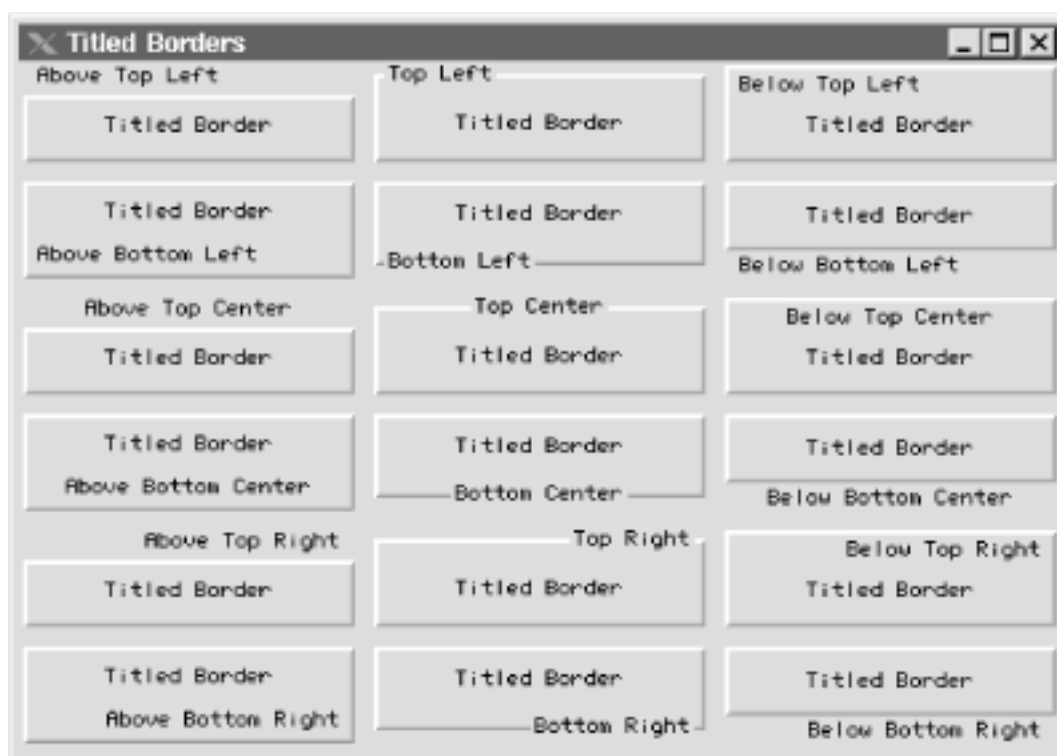 Titled Borders
Above Top Left
Titled Border
Top Left
Titled Border
Below Top Left
Titled Border
Titled Border
Above Bottom Left
Titled Border
Bottom Left
Titled Border
Below Bottom Left
Above Top Center
Titled Border
Top Center
Titled Border
Below Top Center
Titled Border
Titled Border
Above Bottom Center
Titled Border
Bottom Center
Titled Border
Below Bottom Center
Above Top Right
Titled Border
Top Right
Titled Border
Below Top Right
Titled Border
Titled Border
Above Bottom Right
Titled Border
Bottom Right
Titled Border
Below Bottom Right